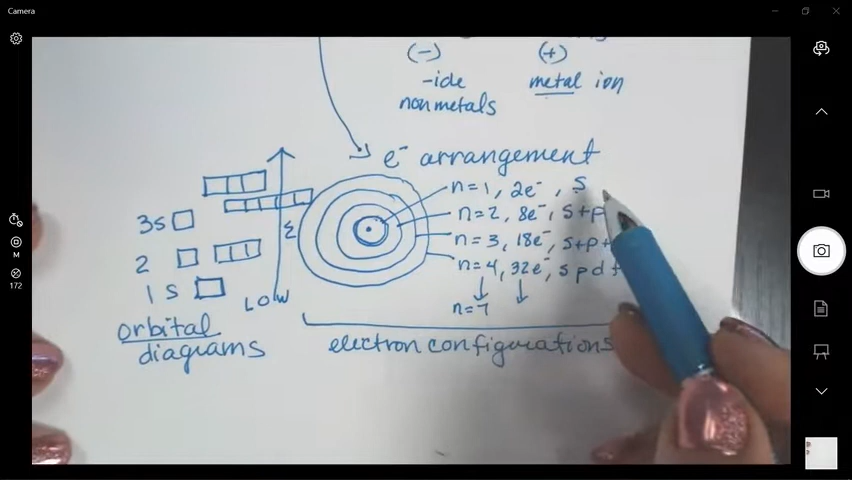 Camera
(-)
(+)
-ide
metal ion
nonmetals
e⁻ arrangement
n=1, 2e⁻, s
n=2, 8e⁻, s+p
n=3, 18e⁻, s+p+
n=4, 32e⁻, s p d f
n=7
3s
2
1s
E
LOW
orbital
diagrams
electron configurations
M
172